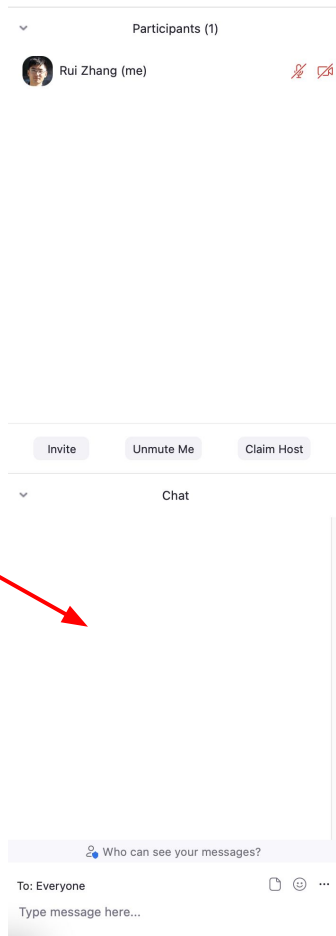 Participants (1)
Rui Zhang (me)
Invite Unmute Me Claim Host
Chat
Who can see your messages?
To: Everyone
Type message here...